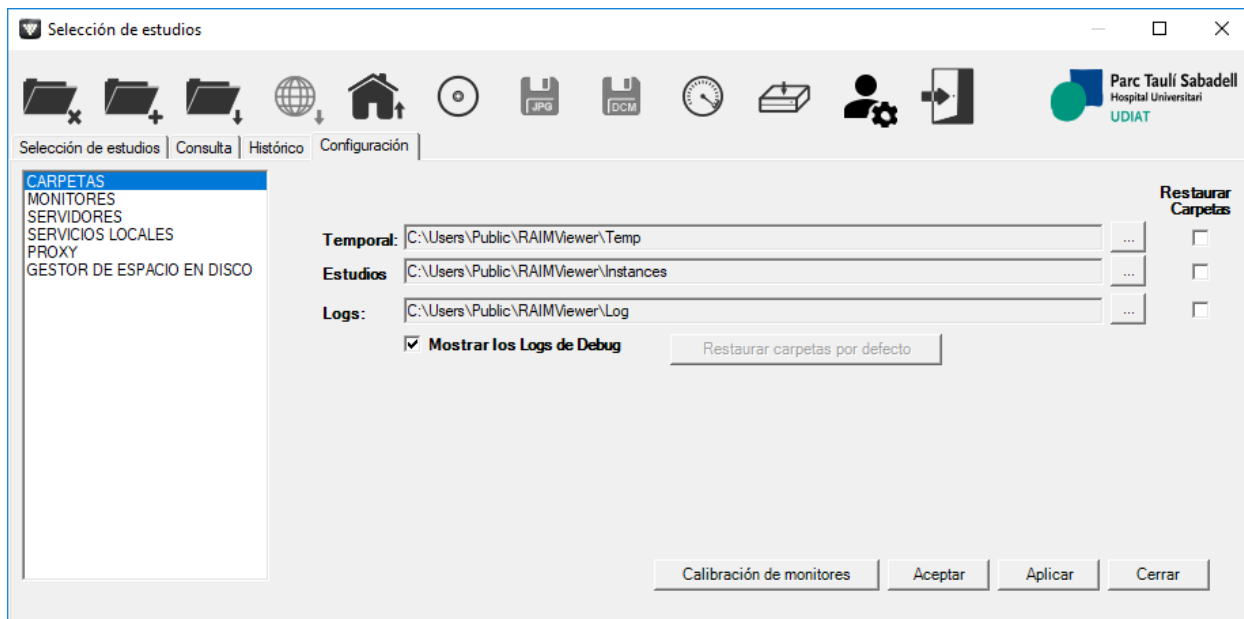 Selección de estudios
JPG
DCM
Parc Taulí Sabadell
Hospital Universitari
UDIAT
Selección de estudios
Consulta
Histórico
Configuración
CARPETAS
MONITORES
SERVIDORES
SERVICIOS LOCALES
PROXY
GESTOR DE ESPACIO EN DISCO
Restaurar
Carpetas
Temporal: C:\Users\Public\RAIMViewer\Temp ...
Estudios C:\Users\Public\RAIMViewer\Instances ...
Logs: C:\Users\Public\RAIMViewer\Log ...
Mostrar los Logs de Debug
Restaurar carpetas por defecto
Calibración de monitores
Aceptar
Aplicar
Cerrar